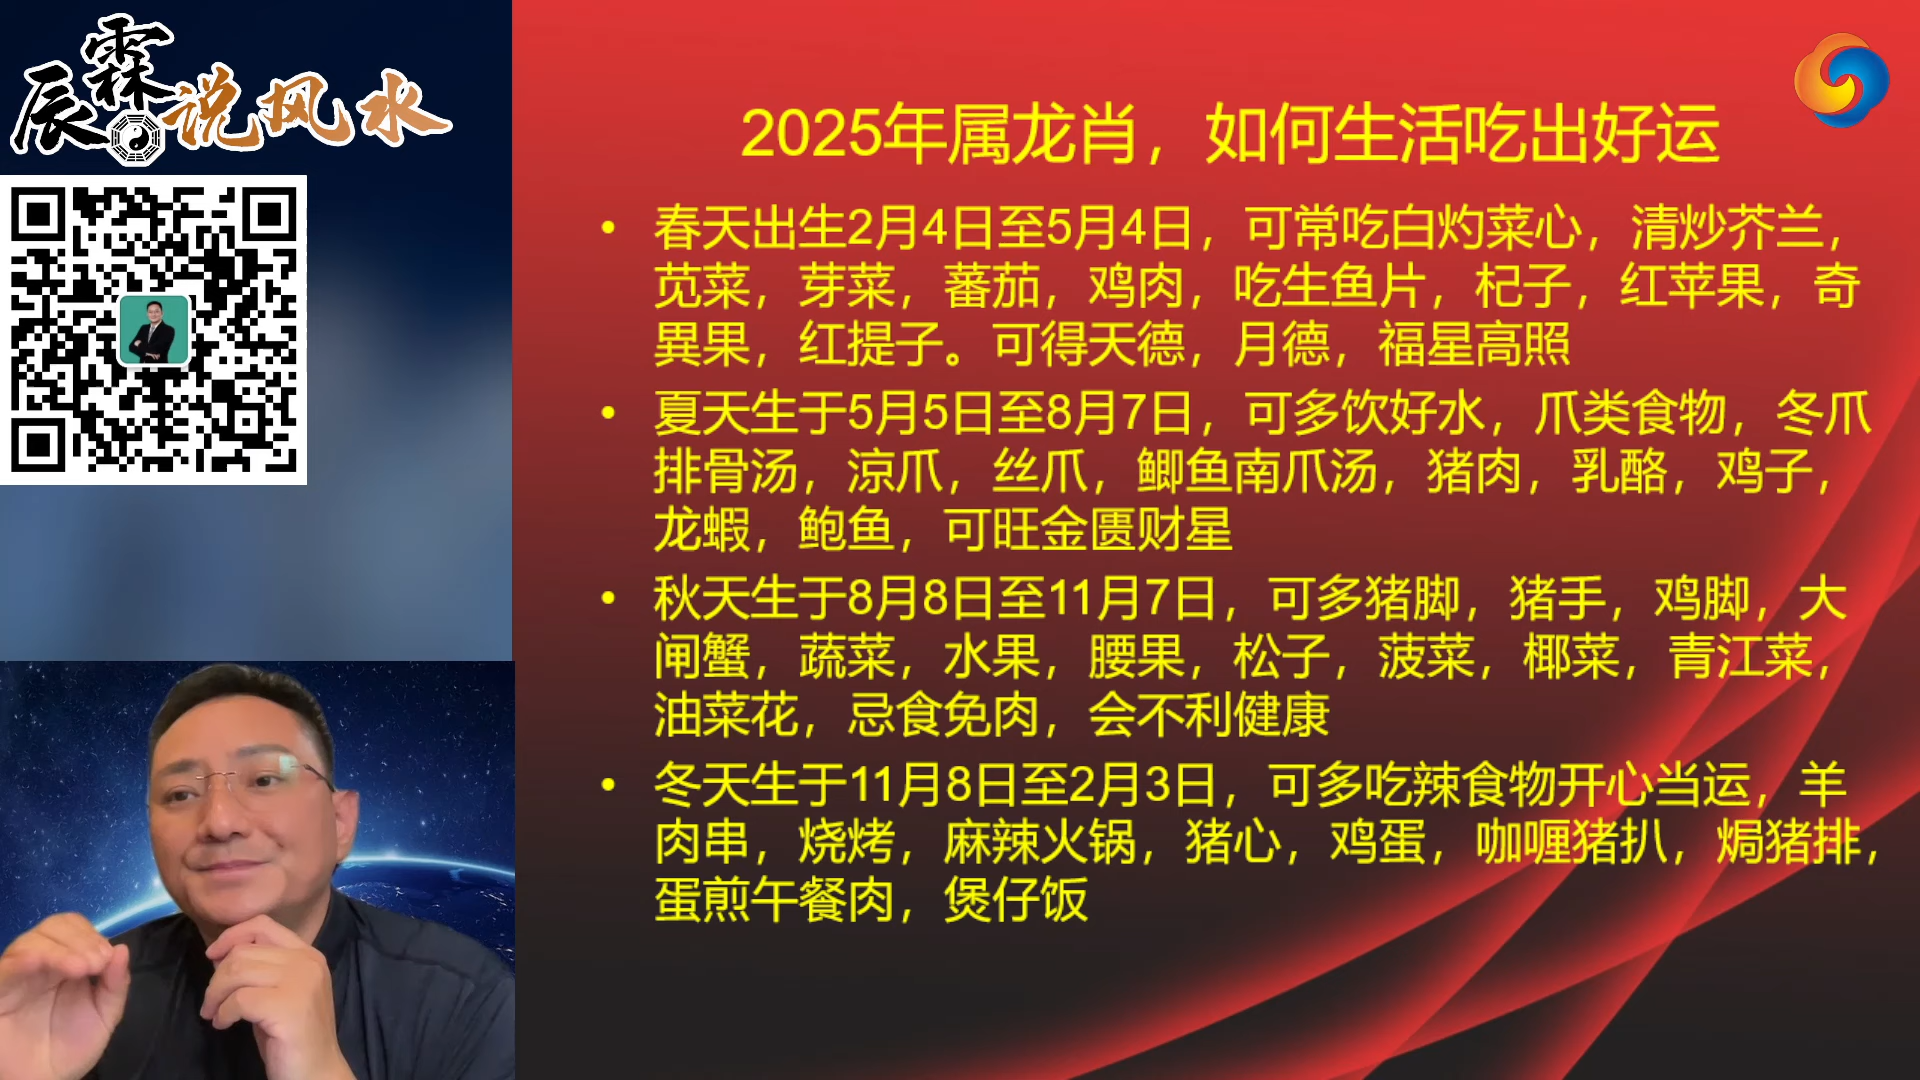 辰霖说风水
2025年属龙肖，如何生活吃出好运
• 春天出生2月4日至5月4日，可常吃白灼菜心，清炒芥兰，
苋菜，芽菜，蕃茄，鸡肉，吃生鱼片，杞子，红苹果，奇
異果，红提子。可得天德，月德，福星高照
• 夏天生于5月5日至8月7日，可多饮好水，爪类食物，冬爪
排骨汤，涼爪，丝爪，鲫鱼南爪汤，猪肉，乳酪，鸡子，
龙蝦，鲍鱼，可旺金匮财星
• 秋天生于8月8日至11月7日，可多猪脚，猪手，鸡脚，大
闸蟹，蔬菜，水果，腰果，松子，菠菜，椰菜，青江菜，
油菜花，忌食免肉，会不利健康
• 冬天生于11月8日至2月3日，可多吃辣食物开心当运，羊
肉串，烧烤，麻辣火锅，猪心，鸡蛋，咖喱猪扒，焗猪排，
蛋煎午餐肉，煲仔饭